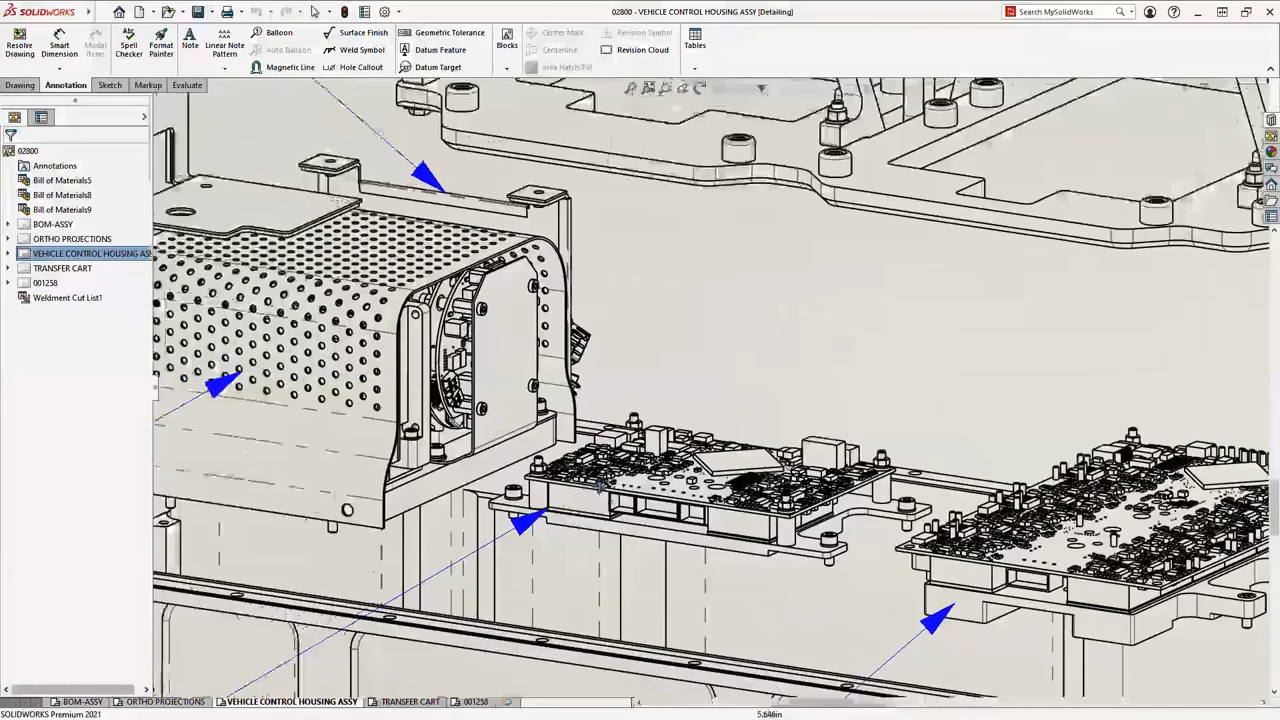 SOLIDWORKS
02800 - VEHICLE CONTROL HOUSING ASSY [Detailing]
Search MySolidWorks
Resolve Drawing
Smart Dimension
Model Items
Spell Checker
Format Painter
Note
Linear Note Pattern
Balloon
Auto Balloon
Magnetic Line
Surface Finish
Weld Symbol
Hole Callout
Geometric Tolerance
Datum Feature
Datum Target
Blocks
Center Mark
Centerline
Area Hatch/Fill
Revision Symbol
Revision Cloud
Tables
Drawing Annotation Sketch Markup Evaluate
02800
Annotations
Bill of Materials5
Bill of Materials8
Bill of Materials9
BOM-ASSY
ORTHO PROJECTIONS
VEHICLE CONTROL HOUSING ASS
TRANSFER CART
001258
Weldment Cut List1
BOM-ASSY ORTHO PROJECTIONS VEHICLE CONTROL HOUSING ASSY TRANSFER CART 001258
SOLIDWORKS Premium 2021
5.646in